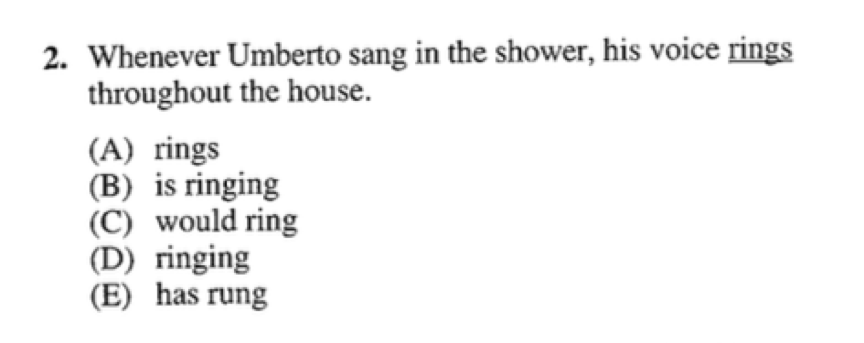 2. Whenever Umberto sang in the shower, his voice rings
throughout the house.
(A) rings
(B) is ringing
(C) would ring
(D) ringing
(E) has rung